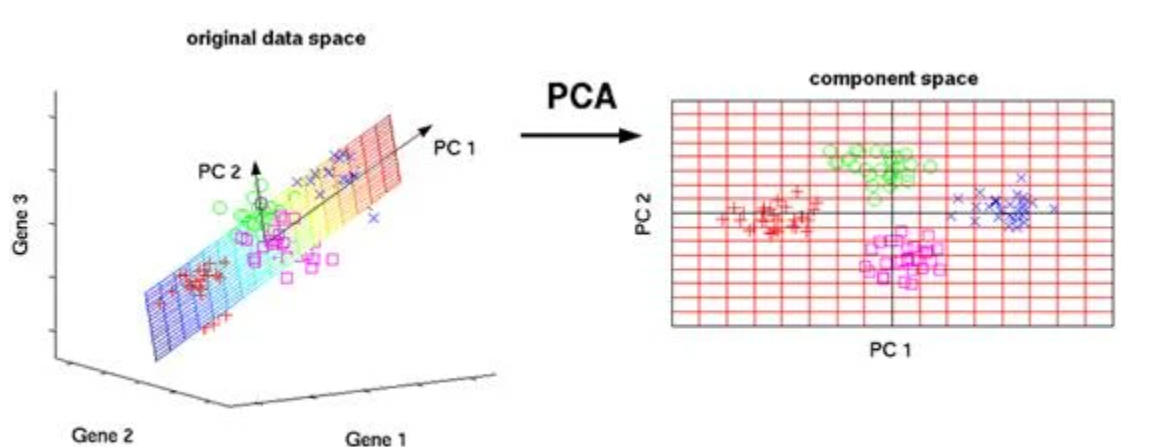 original data space
PC 2
PC 1
Gene 3
Gene 2
Gene 1
PCA
component space
PC 2
PC 1